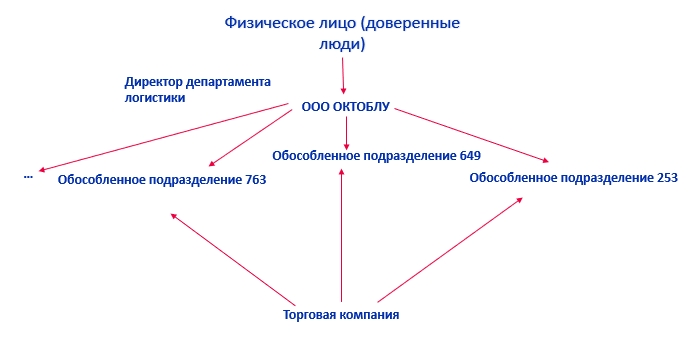 Физическое лицо (доверенные
люди)
Директор департамента
логистики
ООО ОКТОБЛУ
Обособленное подразделение 649
...
Обособленное подразделение 763
Обособленное подразделение 253
Торговая компания